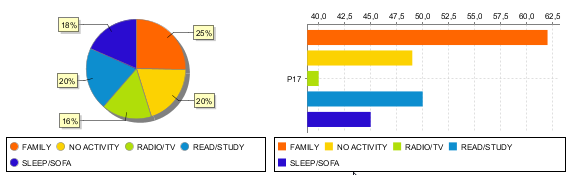 18%
25%
20%
20%
16%
FAMILY NO ACTIVITY RADIO/TV READ/STUDY
SLEEP/SOFA
40,0 42,5 45,0 47,5 50,0 52,5 55,0 57,5 60,0 62,5
P17
FAMILY NO ACTIVITY RADIO/TV READ/STUDY
SLEEP/SOFA